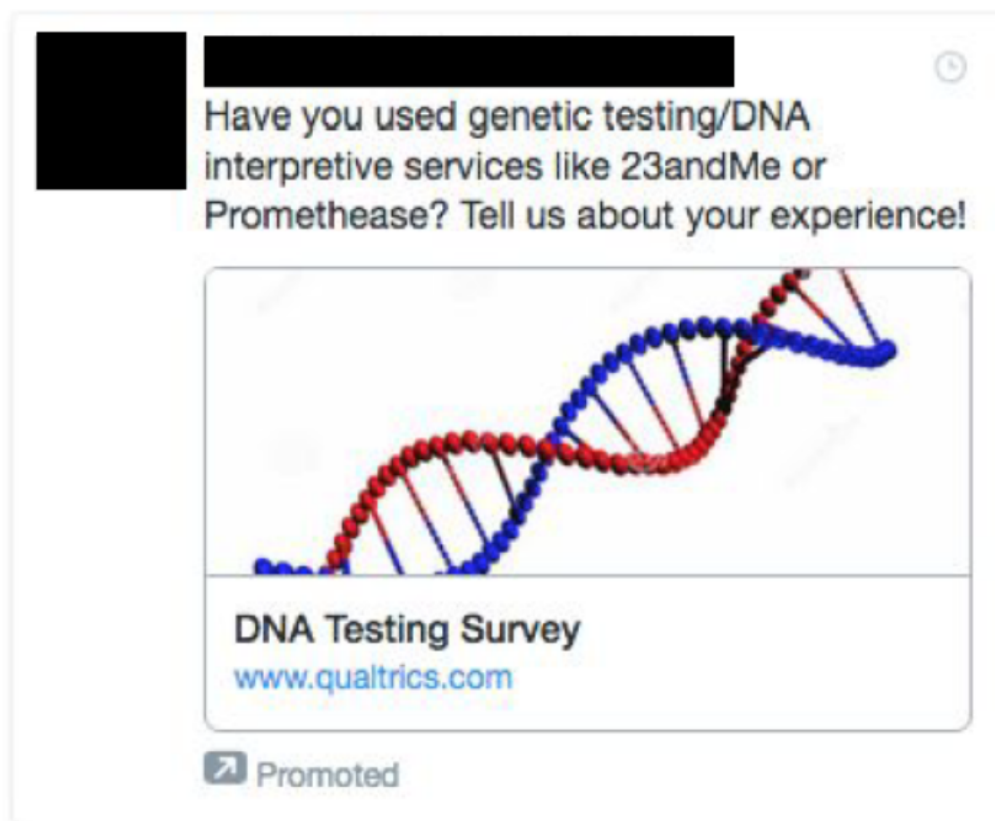 Have you used genetic testing/DNA
interpretive services like 23andMe or
Promethease? Tell us about your experience!
DNA Testing Survey
www.qualtrics.com
Promoted